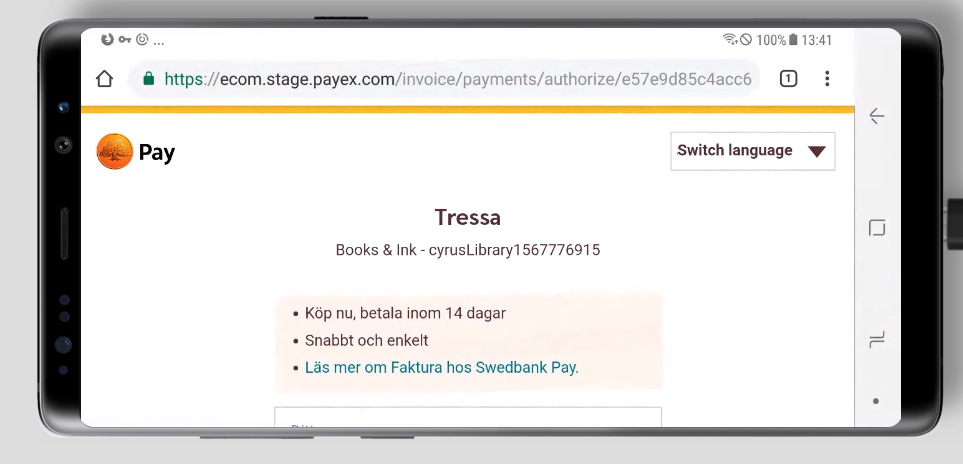 ... 100% 13:41
https://ecom.stage.payex.com/invoice/payments/authorize/e57e9d85c4acc6 1
Pay Switch language
Tressa
Books & Ink - cyrusLibrary1567776915
• Köp nu, betala inom 14 dagar
• Snabbt och enkelt
• Läs mer om Faktura hos Swedbank Pay.